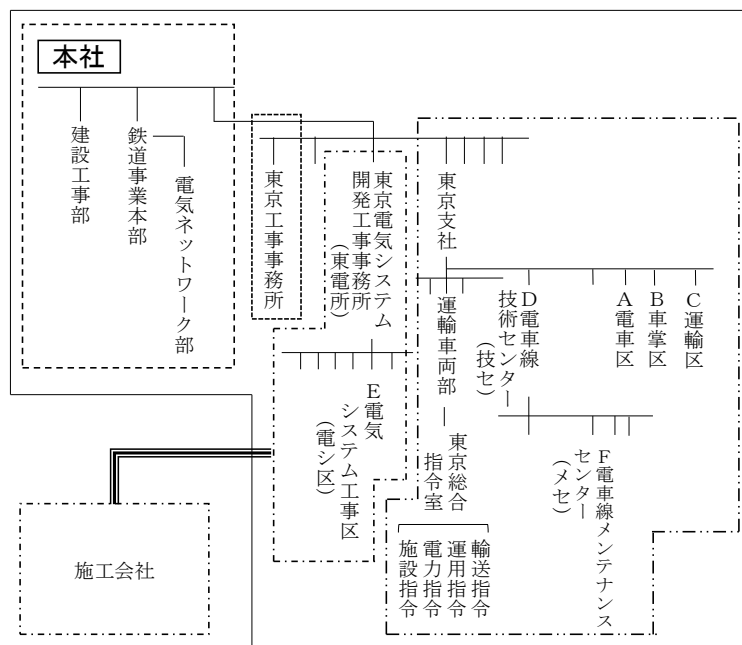 本社
建設工事部
鉄道事業本部
電気ネットワーク部
東京工事事務所
東京電気システム
開発工事事務所
（東電所）
東京支社
運輸車両部
東京総合
指令室
輸送指令
運用指令
電力指令
施設指令
D電車線
技術センター
（技セ）
A電車区
B車掌区
C運輸区
E電気
システム工事区
（電シ区）
F電車線メンテナンス
センター
（メセ）
施工会社